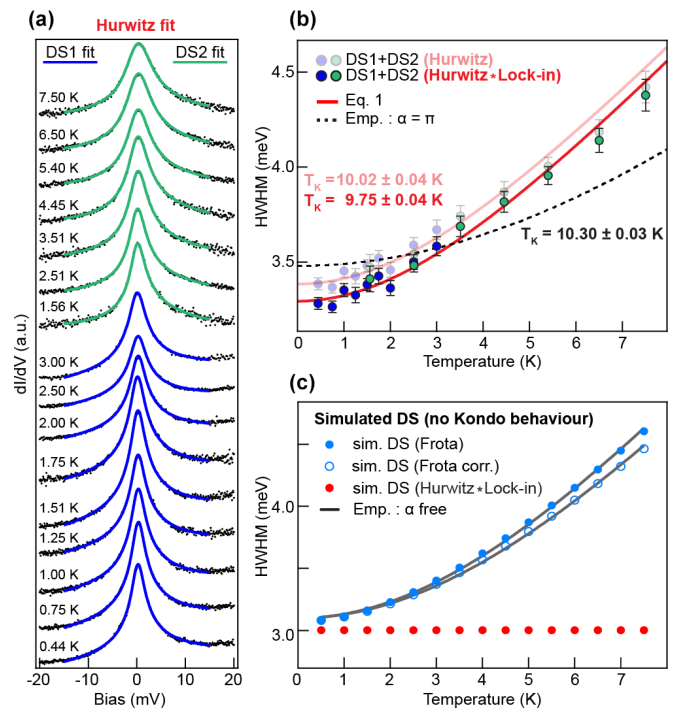 (a)
Hurwitz fit
DS1 fit
DS2 fit
7.50 K
6.50 K
5.40 K
4.45 K
3.51 K
2.51 K
1.56 K
3.00 K
2.50 K
2.00 K
1.75 K
1.51 K
1.25 K
1.00 K
0.75 K
0.44 K
dI/dV (a.u.)
-20 -10 0 10 20
Bias (mV)
(b)
DS1+DS2 (Hurwitz)
DS1+DS2 (Hurwitz*Lock-in)
Eq. 1
Emp. : α = π
T_K = 10.02 ± 0.04 K
T_K = 9.75 ± 0.04 K
T_K = 10.30 ± 0.03 K
HWHM (meV)
4.5
4.0
3.5
3.0
0 1 2 3 4 5 6 7
Temperature (K)
(c)
Simulated DS (no Kondo behaviour)
sim. DS (Frota)
sim. DS (Frota corr.)
sim. DS (Hurwitz*Lock-in)
Emp. : α free
HWHM (meV)
4.0
3.0
0 1 2 3 4 5 6 7
Temperature (K)